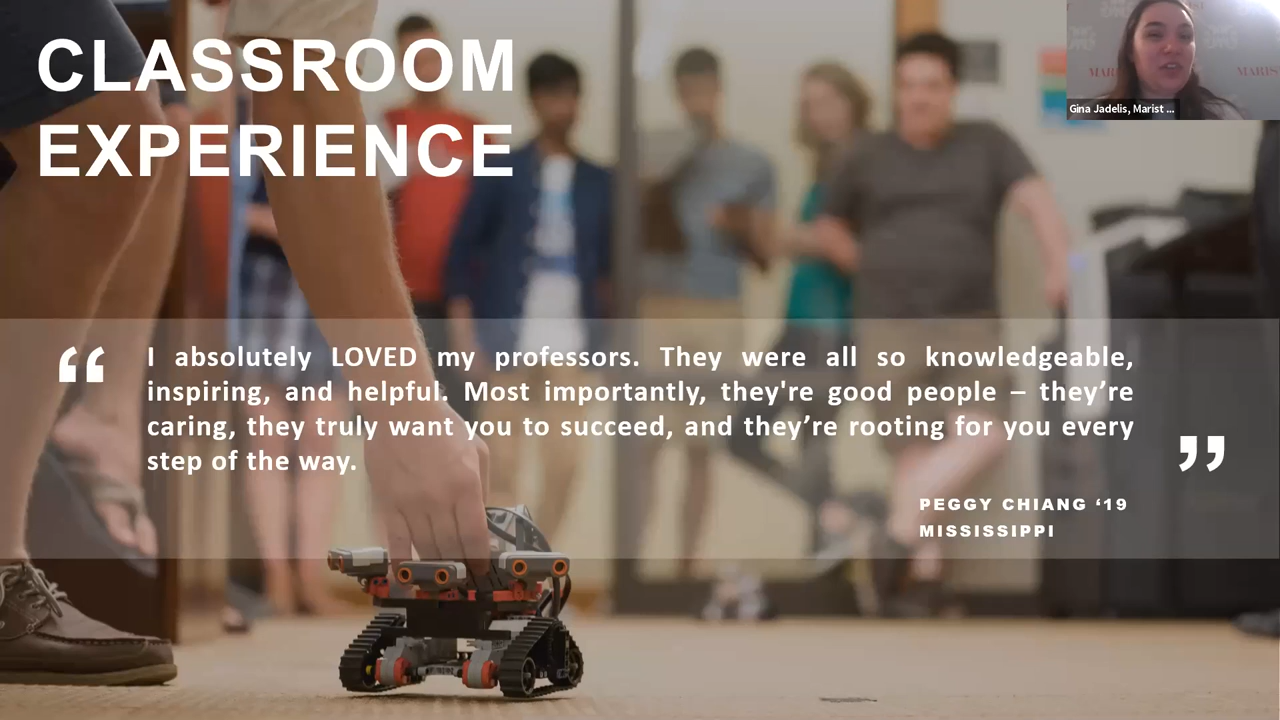 CLASSROOM
EXPERIENCE
Gina Jadelis, Marist ...
“ I absolutely LOVED my professors. They were all so knowledgeable,
inspiring, and helpful. Most importantly, they're good people – they’re
caring, they truly want you to succeed, and they’re rooting for you every
step of the way. ”
PEGGY CHIANG ‘19
MISSISSIPPI